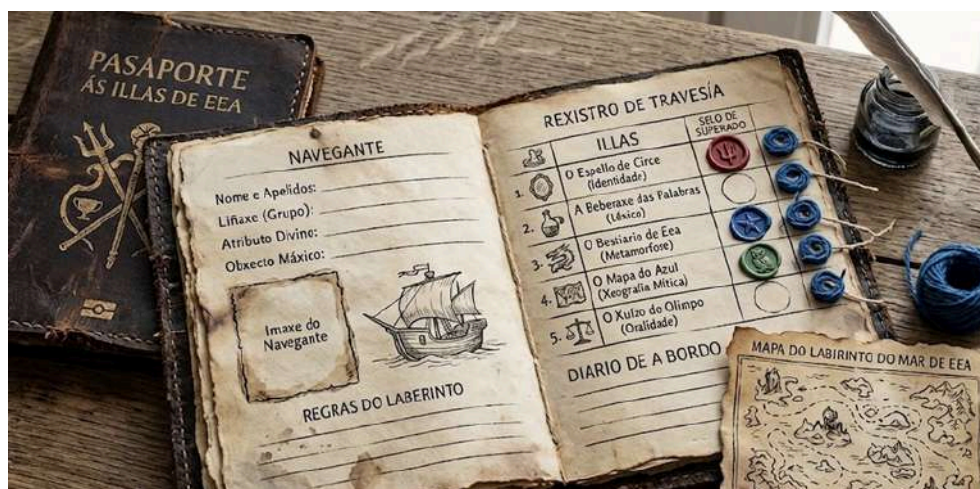 PASAPORTE
ÁS ILLAS DE EEA
NAVEGANTE
Nome e Apelidos:
Liñaxe (Grupo):
Atributo Divino:
Obxecto Máxico:
Imaxe do
Navegante
REGRAS DO LABERINTO
REXISTRO DE TRAVESÍA
ILLAS
SELO DE
SUPERADO
1. O Espello de Circe
(Identidade)
2. A Beberaxe das Palabras
(Léxico)
3. O Bestiario de Eea
(Metamorfose)
4. O Mapa do Azul
(Xeografía Mítica)
5. O Xuízo do Olimpo
(Oralidade)
DIARIO DE A BORDO
MAPA DO LABIRINTO DO MAR DE EEA